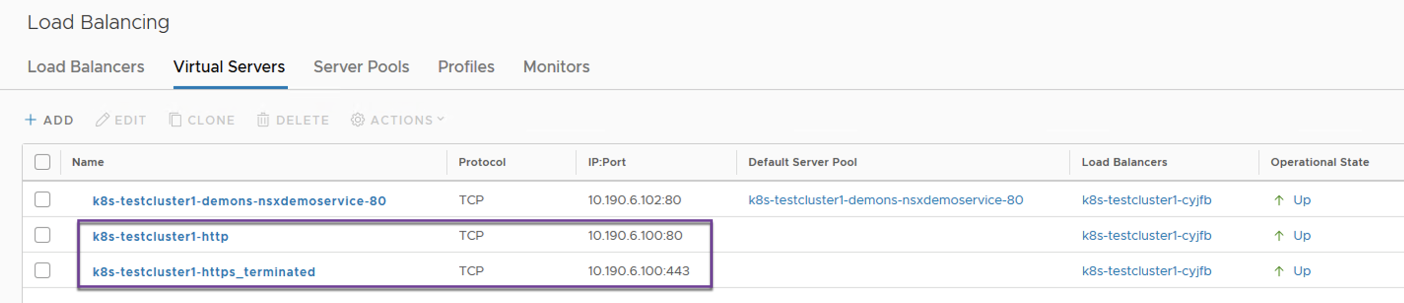 Load Balancing
Load Balancers Virtual Servers Server Pools Profiles Monitors
+ ADD EDIT CLONE DELETE ACTIONS
Name Protocol IP:Port Default Server Pool Load Balancers Operational State
k8s-testcluster1-demons-nsxdemoservice-80 TCP 10.190.6.102:80 k8s-testcluster1-demons-nsxdemoservice-80 k8s-testcluster1-cyjfb Up
k8s-testcluster1-http TCP 10.190.6.100:80 k8s-testcluster1-cyjfb Up
k8s-testcluster1-https_terminated TCP 10.190.6.100:443 k8s-testcluster1-cyjfb Up